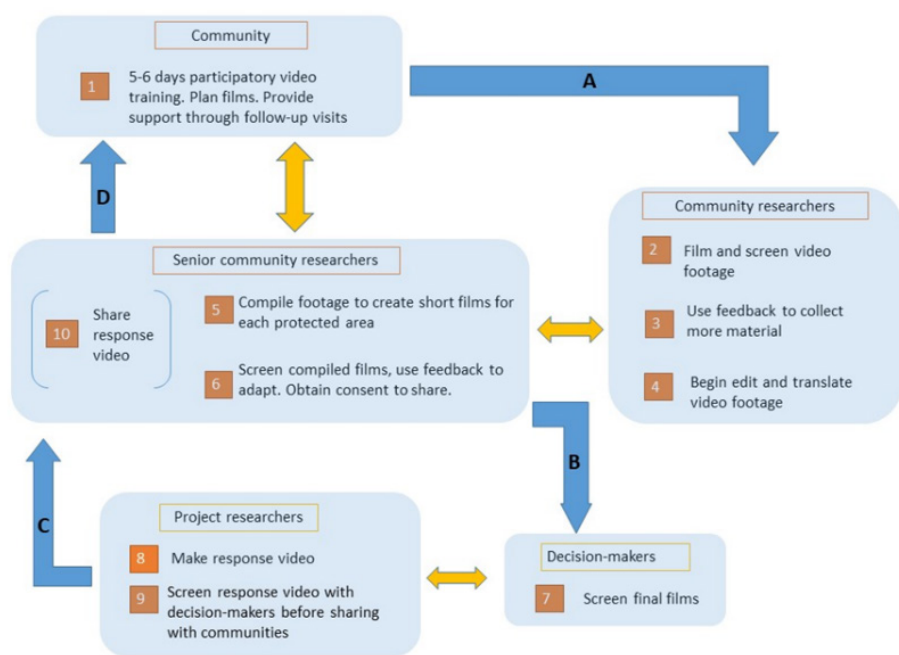 Community
1
5-6 days participatory video
training. Plan films. Provide
support through follow-up visits
A
D
Community researchers
2
Film and screen video
footage
3
Use feedback to collect
more material
4
Begin edit and translate
video footage
Senior community researchers
10
Share
response
video
5
Compile footage to create short films for
each protected area
6
Screen compiled films, use feedback to
adapt. Obtain consent to share.
B
C
Project researchers
8
Make response video
9
Screen response video with
decision-makers before sharing
with communities
Decision-makers
7
Screen final films